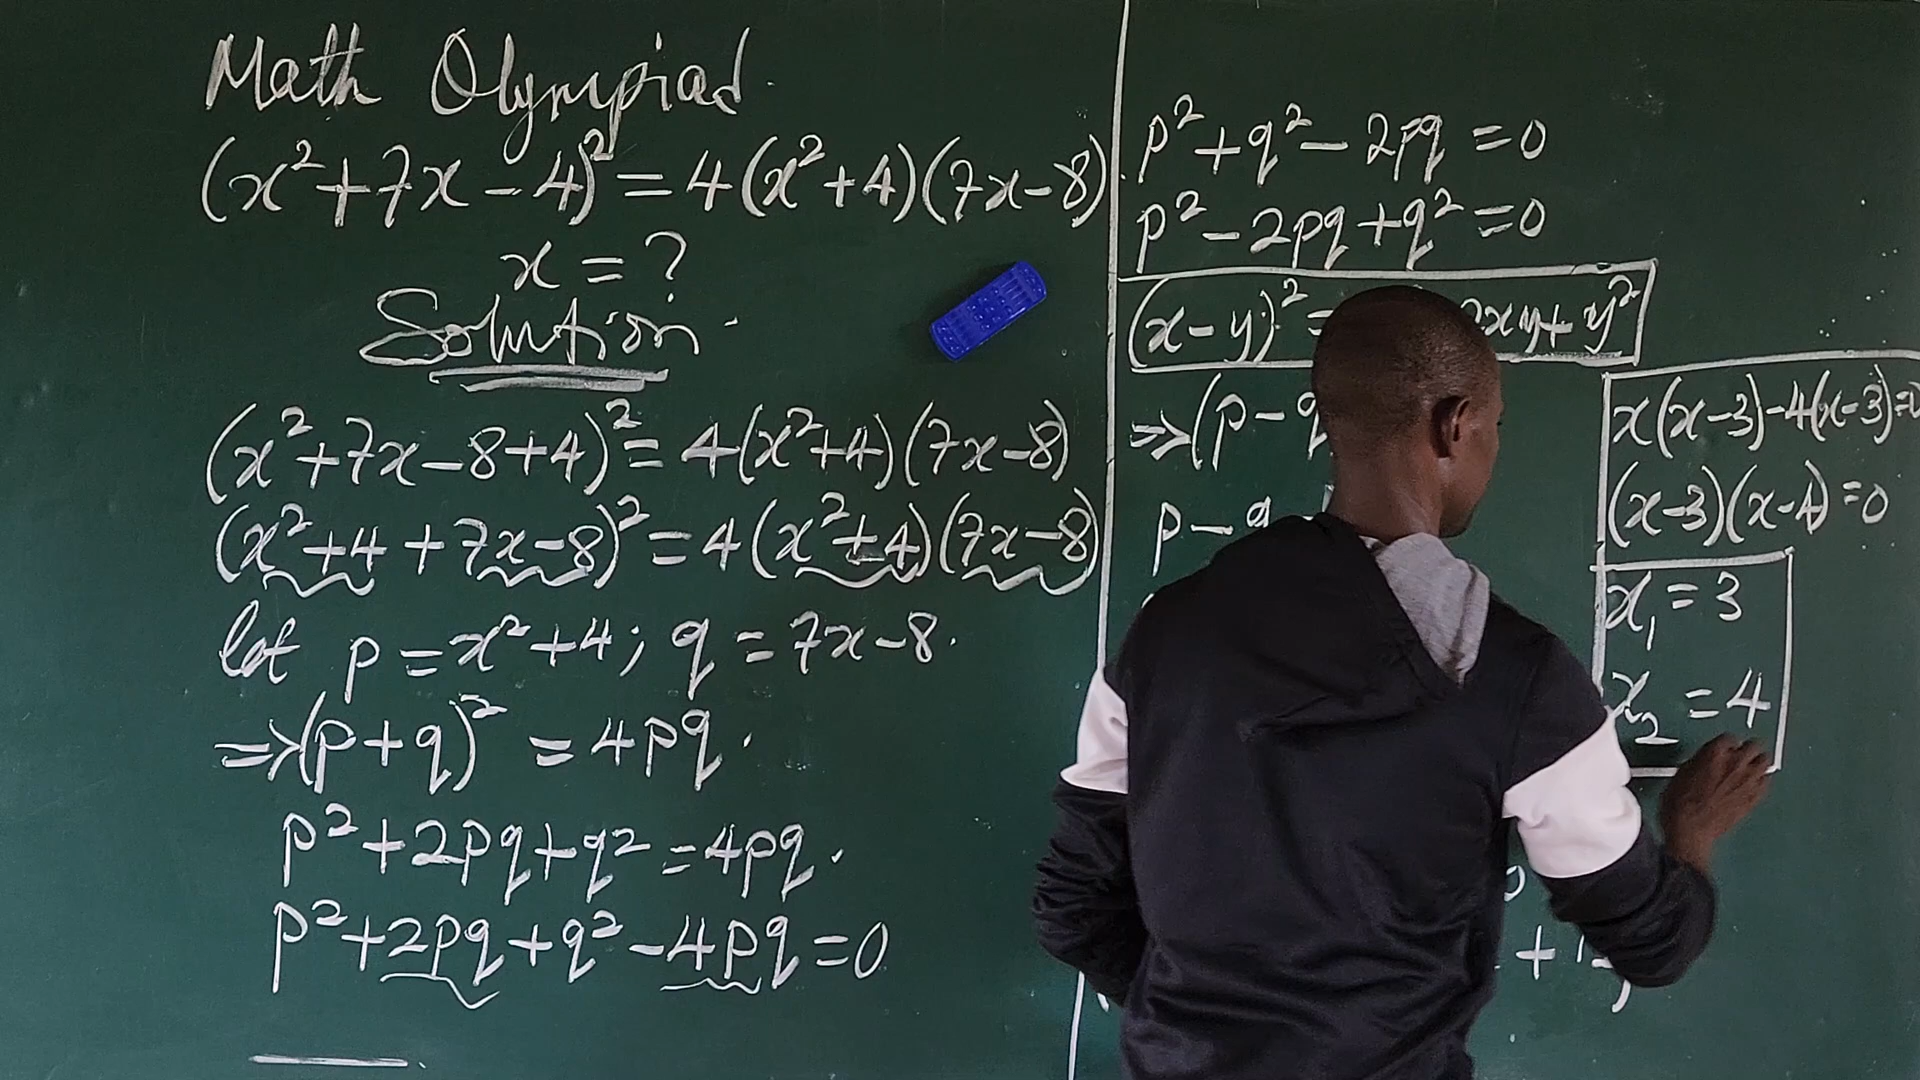 Math Olympiad.
(x²+7x-4)²=4(x²+4)(7x-8).
x=?
Solution.
(x²+7x-8+4)²=4(x²+4)(7x-8)
(x²+4+7x-8)²=4(x²+4)(7x-8)
let p=x²+4; q=7x-8.
=>(p+q)²=4pq.
p²+2pq+q²=4pq.
p²+2pq+q²-4pq=0
p²+q²-2pq=0
p²-2pq+q²=0
(x-y)²= 2xy+y²
=>(p-q
p-q
x(x-3)-4(x-3)=0
(x-3)(x-4)=0
x₁=3
x₂=4